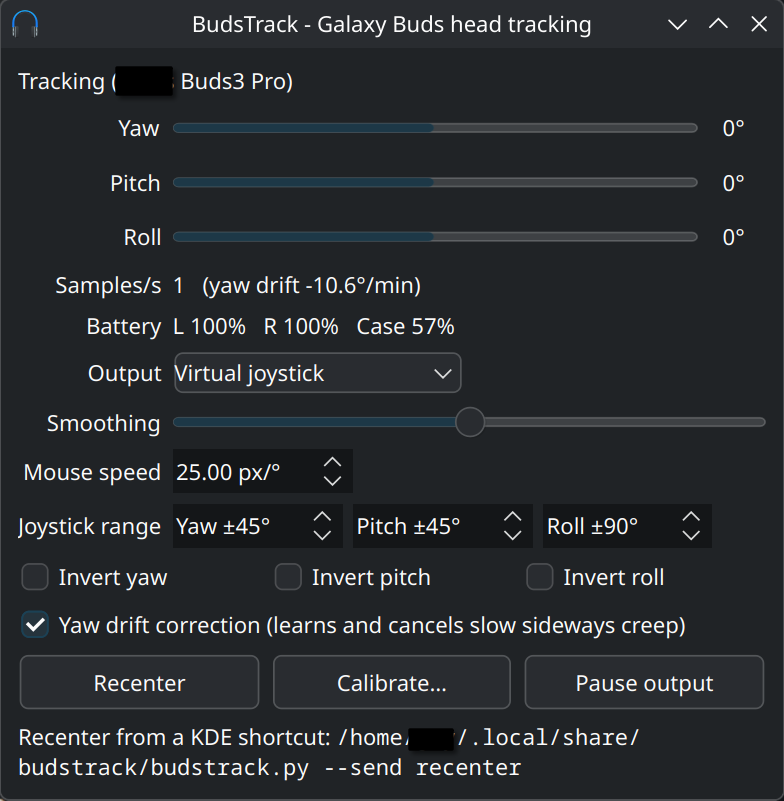 BudsTrack - Galaxy Buds head tracking
Tracking ( Buds3 Pro)
Yaw 0°
Pitch 0°
Roll 0°
Samples/s 1 (yaw drift -10.6°/min)
Battery L 100% R 100% Case 57%
Output Virtual joystick
Smoothing
Mouse speed 25.00 px/°
Joystick range Yaw ±45° Pitch ±45° Roll ±90°
Invert yaw Invert pitch Invert roll
Yaw drift correction (learns and cancels slow sideways creep)
Recenter Calibrate... Pause output
Recenter from a KDE shortcut: /home/ /.local/share/
budstrack/budstrack.py --send recenter